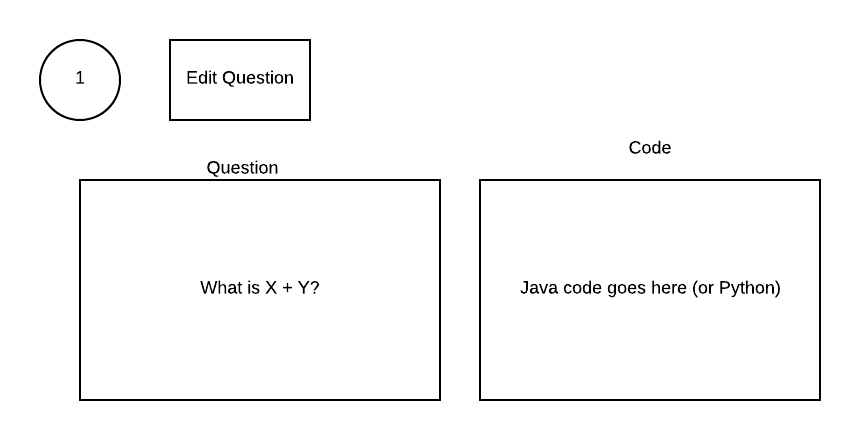 1
Edit Question
Question
Code
What is X + Y?
Java code goes here (or Python)